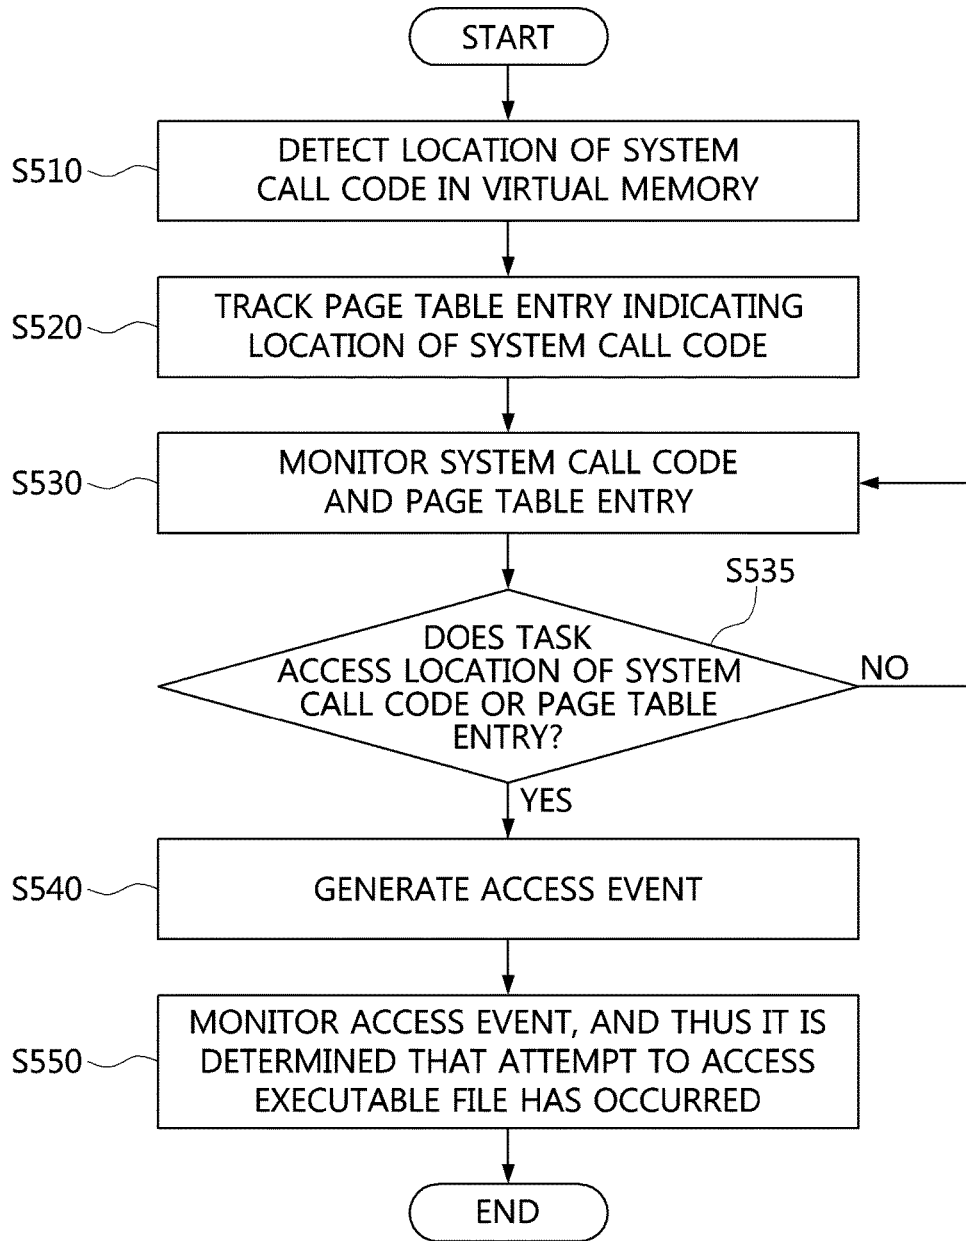 START
S510
DETECT LOCATION OF SYSTEM
CALL CODE IN VIRTUAL MEMORY
S520
TRACK PAGE TABLE ENTRY INDICATING
LOCATION OF SYSTEM CALL CODE
S530
MONITOR SYSTEM CALL CODE
AND PAGE TABLE ENTRY
S535
DOES TASK
ACCESS LOCATION OF SYSTEM
CALL CODE OR PAGE TABLE
ENTRY?
NO
YES
S540
GENERATE ACCESS EVENT
S550
MONITOR ACCESS EVENT, AND THUS IT IS
DETERMINED THAT ATTEMPT TO ACCESS
EXECUTABLE FILE HAS OCCURRED
END